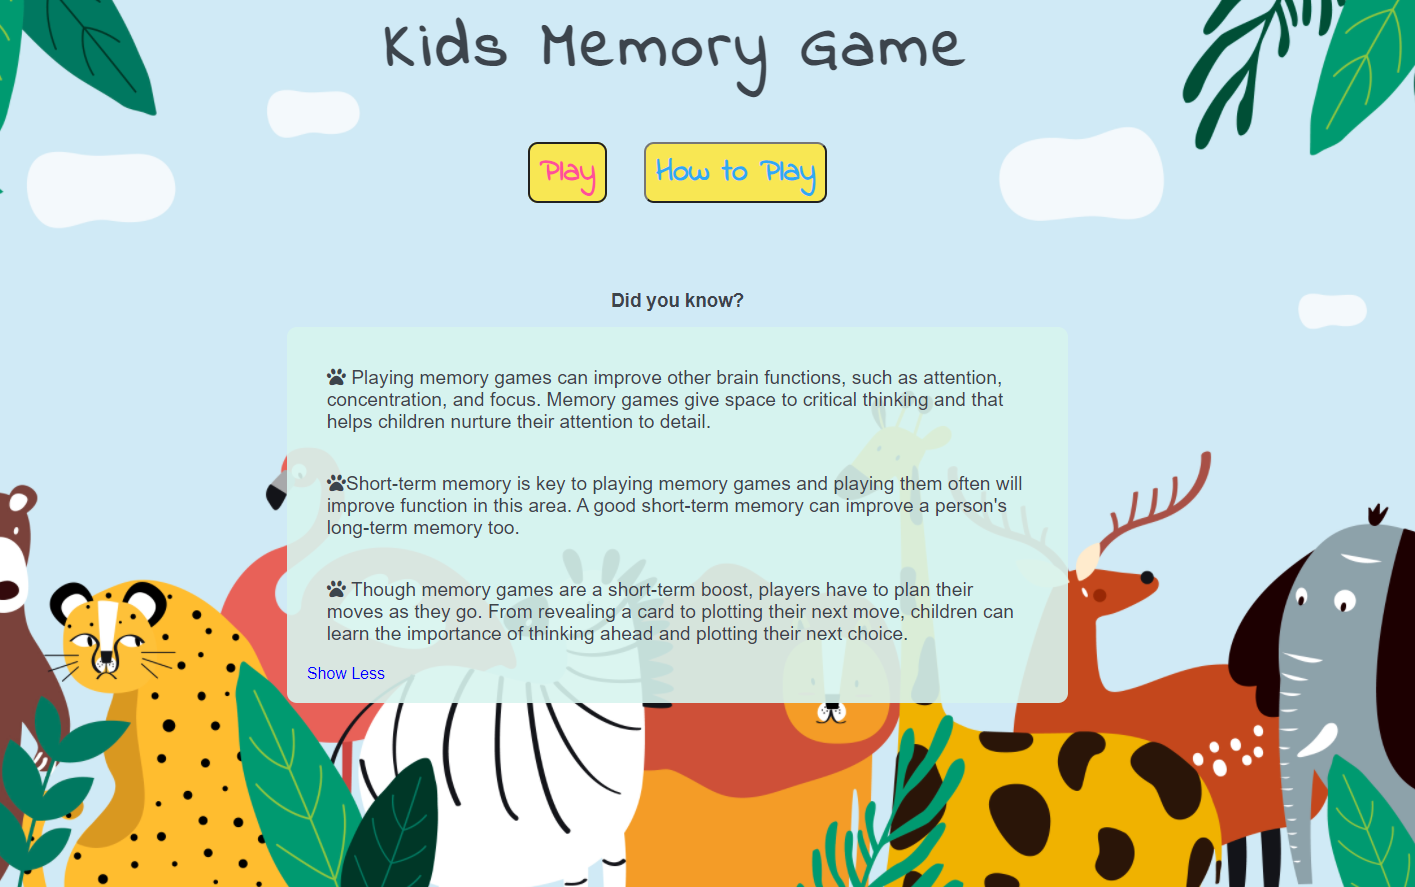 Kids Memory Game
Play
How to Play
Did you know?
Playing memory games can improve other brain functions, such as attention,
concentration, and focus. Memory games give space to critical thinking and that
helps children nurture their attention to detail.
Short-term memory is key to playing memory games and playing them often will
improve function in this area. A good short-term memory can improve a person's
long-term memory too.
Though memory games are a short-term boost, players have to plan their
moves as they go. From revealing a card to plotting their next move, children can
learn the importance of thinking ahead and plotting their next choice.
Show Less